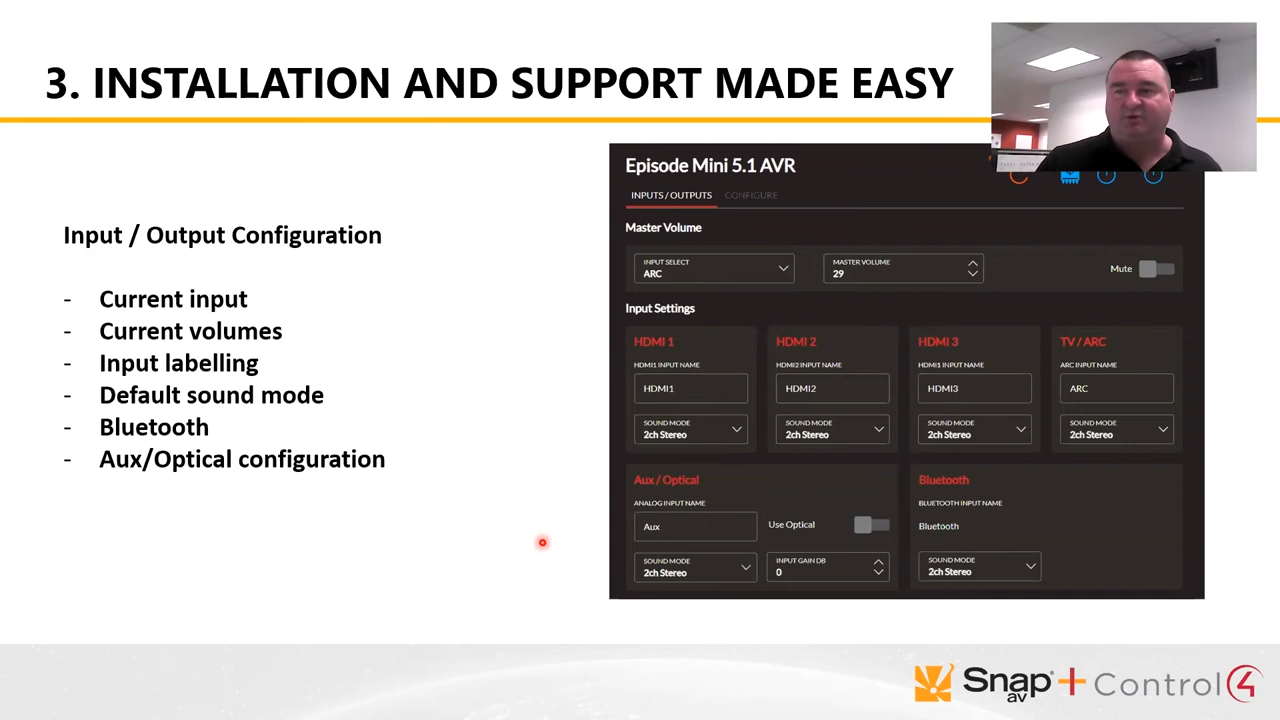 3. INSTALLATION AND SUPPORT MADE EASY
Input / Output Configuration
- Current input
- Current volumes
- Input labelling
- Default sound mode
- Bluetooth
- Aux/Optical configuration
Episode Mini 5.1 AVR
INPUTS / OUTPUTS CONFIGURE
Master Volume
INPUT SELECT
ARC
MASTER VOLUME
29
Mute
Input Settings
HDMI 1
HDMI1 INPUT NAME
HDMI1
SOUND MODE
2ch Stereo
HDMI 2
HDMI2 INPUT NAME
HDMI2
SOUND MODE
2ch Stereo
HDMI 3
HDMI1 INPUT NAME
HDMI3
SOUND MODE
2ch Stereo
TV / ARC
ARC INPUT NAME
ARC
SOUND MODE
2ch Stereo
Aux / Optical
ANALOG INPUT NAME
Aux
Use Optical
SOUND MODE
2ch Stereo
INPUT GAIN DB
0
Bluetooth
BLUETOOTH INPUT NAME
Bluetooth
SOUND MODE
2ch Stereo
Snap av + Control4